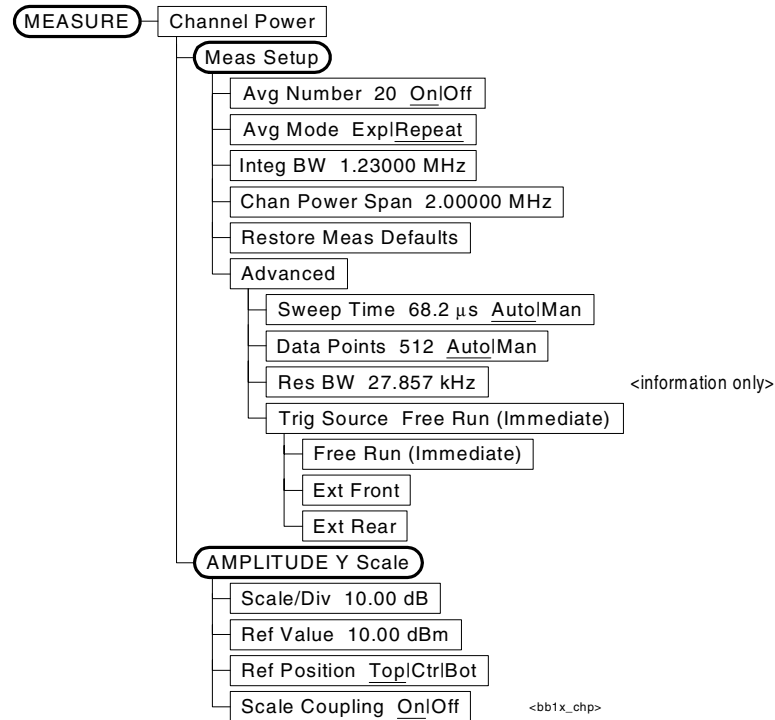 MEASURE Channel Power
Meas Setup
Avg Number 20 On|Off
Avg Mode Exp|Repeat
Integ BW 1.23000 MHz
Chan Power Span 2.00000 MHz
Restore Meas Defaults
Advanced
Sweep Time 68.2 μs Auto|Man
Data Points 512 Auto|Man
Res BW 27.857 kHz <information only>
Trig Source Free Run (Immediate)
Free Run (Immediate)
Ext Front
Ext Rear
AMPLITUDE Y Scale
Scale/Div 10.00 dB
Ref Value 10.00 dBm
Ref Position Top|Ctr|Bot
Scale Coupling On|Off <bb1x_chp>